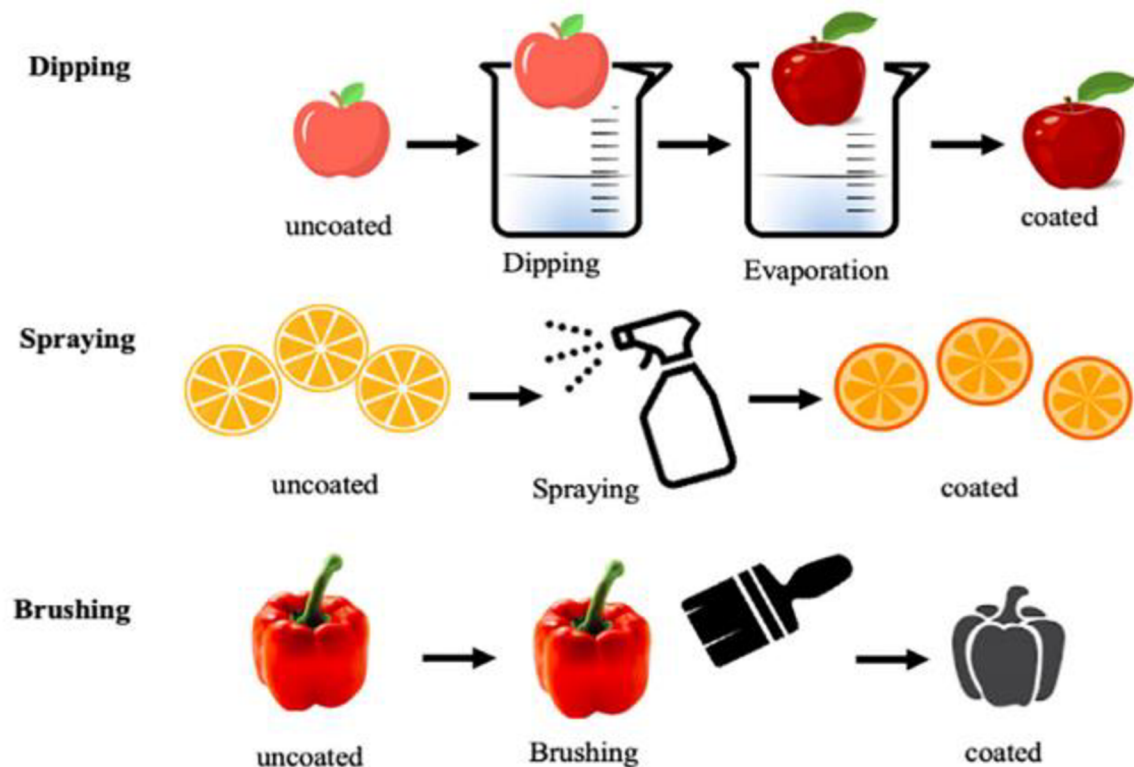 Dipping
uncoated
Dipping
Evaporation
coated
Spraying
uncoated
Spraying
coated
Brushing
uncoated
Brushing
coated